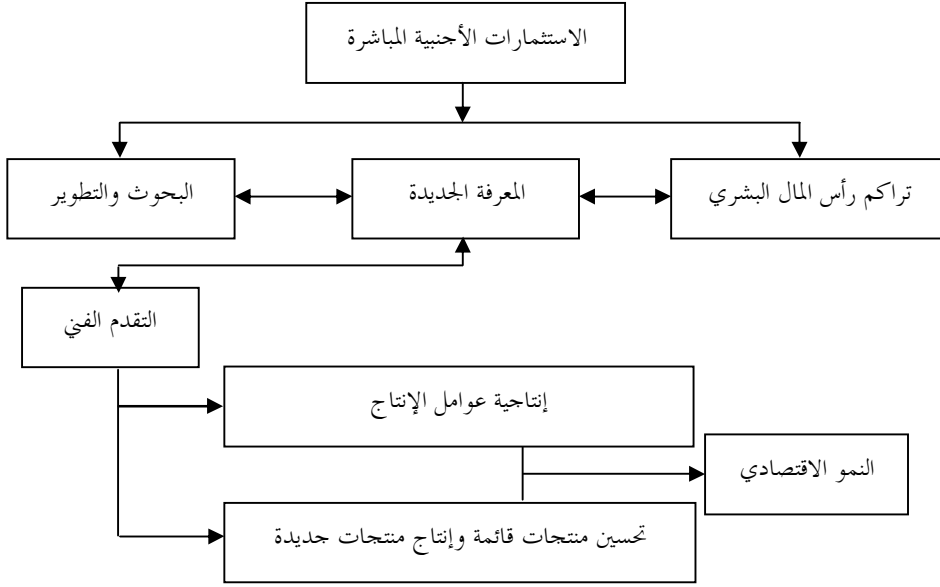 الاستثمارات الأجنبية المباشرة
تراكم رأس المال البشري
المعرفة الجديدة
البحوث والتطوير
التقدم الفني
إنتاجية عوامل الإنتاج
النمو الاقتصادي
تحسين منتجات قائمة وإنتاج منتجات جديدة